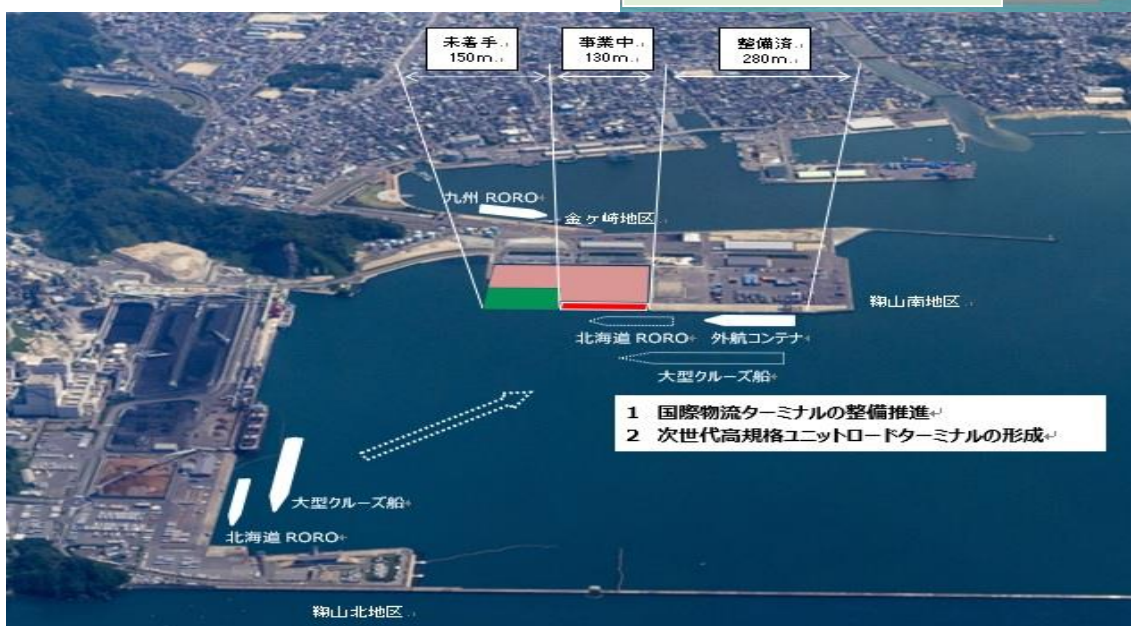 未着手
150m
事業中
130m
整備済
280m
九州 RORO
金ヶ崎地区
鞠山南地区
北海道 RORO
外航コンテナ
大型クルーズ船
1 国際物流ターミナルの整備推進
2 次世代高規格ユニットロードターミナルの形成
大型クルーズ船
北海道 RORO
鞠山北地区